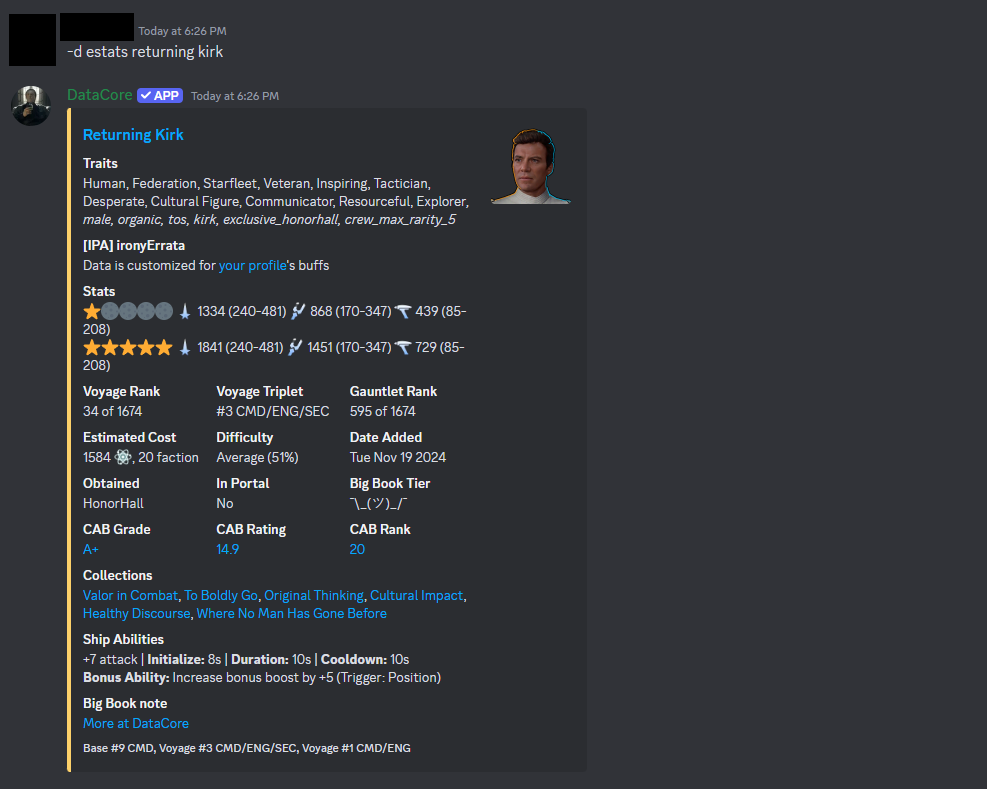 Today at 6:26 PM
-d estats returning kirk
DataCore ✓ APP Today at 6:26 PM
Returning Kirk
Traits
Human, Federation, Starfleet, Veteran, Inspiring, Tactician,
Desperate, Cultural Figure, Communicator, Resourceful, Explorer,
male, organic, tos, kirk, exclusive_honorhall, crew_max_rarity_5
[IPA] ironyErrata
Data is customized for your profile's buffs
Stats
1334 (240-481) 868 (170-347) 439 (85-
208)
1841 (240-481) 1451 (170-347) 729 (85-
208)
Voyage Rank Voyage Triplet Gauntlet Rank
34 of 1674 #3 CMD/ENG/SEC 595 of 1674
Estimated Cost Difficulty Date Added
1584 , 20 faction Average (51%) Tue Nov 19 2024
Obtained In Portal Big Book Tier
HonorHall No ¯\_(ツ)_/¯
CAB Grade CAB Rating CAB Rank
A+ 14.9 20
Collections
Valor in Combat, To Boldly Go, Original Thinking, Cultural Impact,
Healthy Discourse, Where No Man Has Gone Before
Ship Abilities
+7 attack | Initialize: 8s | Duration: 10s | Cooldown: 10s
Bonus Ability: Increase bonus boost by +5 (Trigger: Position)
Big Book note
More at DataCore
Base #9 CMD, Voyage #3 CMD/ENG/SEC, Voyage #1 CMD/ENG